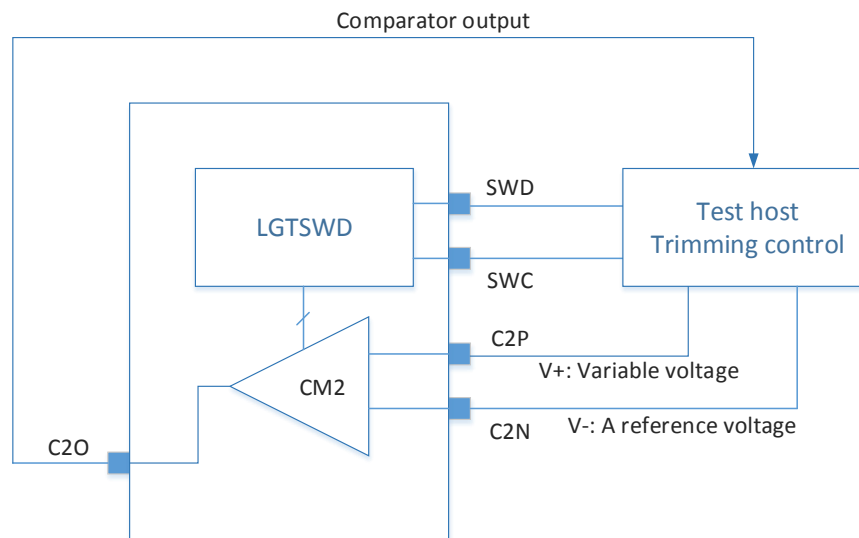 Comparator output
SWD
LGTSWD
Test host
Trimming control
SWC
C2P
V+: Variable voltage
CM2
C2N
V-: A reference voltage
C2O